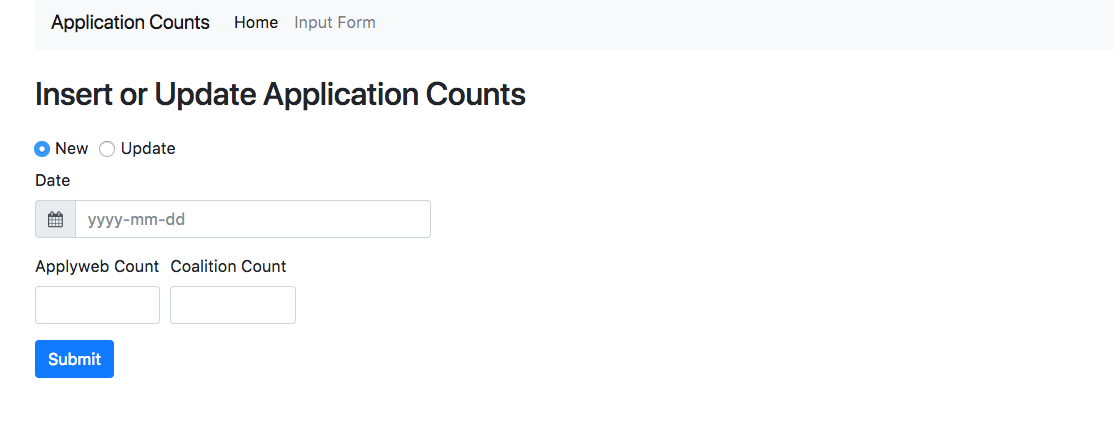 Application Counts Home Input Form
Insert or Update Application Counts
New Update
Date
yyyy-mm-dd
Applyweb Count Coalition Count
Submit